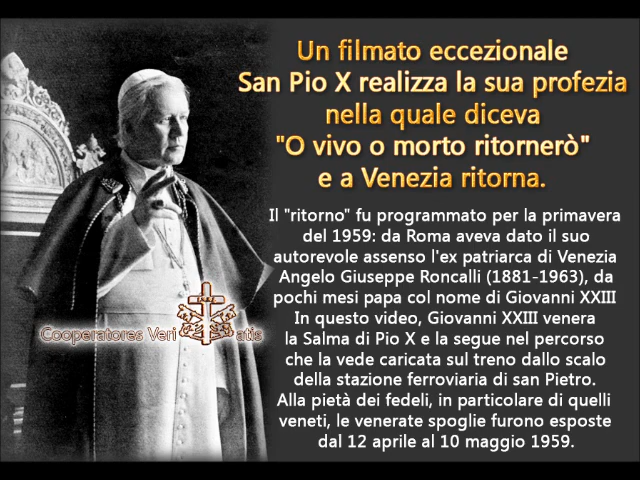 Un filmato eccezionale
San Pio X realizza la sua profezia
nella quale diceva
"O vivo o morto ritornerò"
e a Venezia ritorna.
Il "ritorno" fu programmato per la primavera
del 1959: da Roma aveva dato il suo
autorevole assenso l'ex patriarca di Venezia
Angelo Giuseppe Roncalli (1881-1963), da
pochi mesi papa col nome di Giovanni XXIII
In questo video, Giovanni XXIII venera
la Salma di Pio X e la segue nel percorso
che la vede caricata sul treno dallo scalo
della stazione ferroviaria di san Pietro.
Alla pietà dei fedeli, in particolare di quelli
veneti, le venerate spoglie furono esposte
dal 12 aprile al 10 maggio 1959.
Cooperatores Veri atis